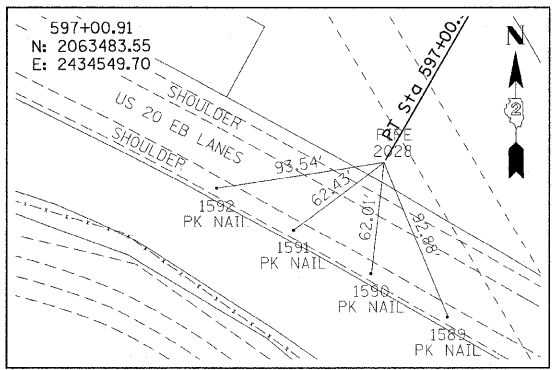 597+00.91
N: 2063483.55
E: 2434549.70
N
2
PT Sta 597+00.
SHOULDER
US 20 EB LANES
SHOULDER
2028
93.54'
62.43'
62.01'
92.88'
1592
PK NAIL
1591
PK NAIL
1590
PK NAIL
1589
PK NAIL